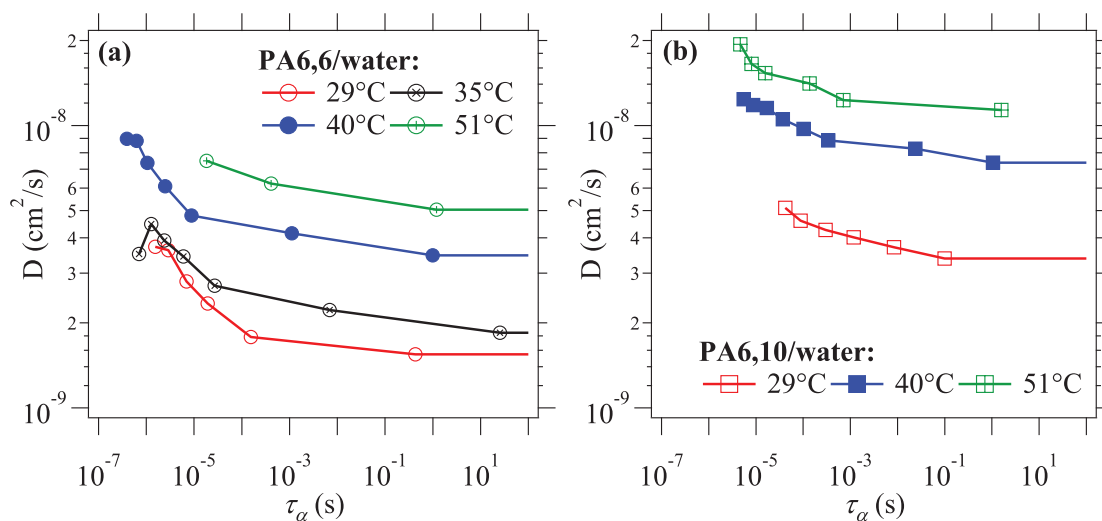 (a)
PA6,6/water:
29°C 35°C
40°C 51°C
D (cm²/s)
2
10⁻⁸
6
5
4
3
2
10⁻⁹
10⁻⁷ 10⁻⁵ 10⁻³ 10⁻¹ 10¹
τα (s)
(b)
PA6,10/water:
29°C 40°C 51°C
D (cm²/s)
2
10⁻⁸
6
5
4
3
2
10⁻⁹
10⁻⁷ 10⁻⁵ 10⁻³ 10⁻¹ 10¹
τα (s)